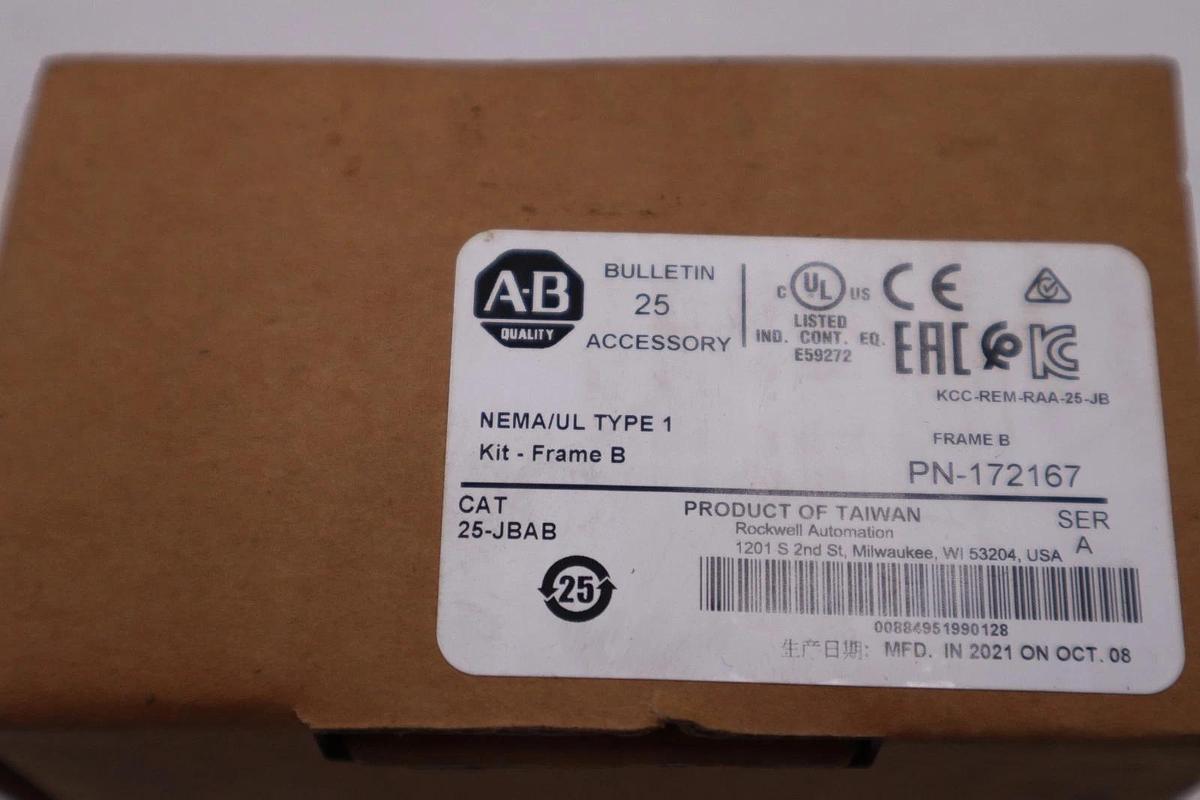 A-B
QUALITY
BULLETIN
25
ACCESSORY
C UL US
LISTED
IND. CONT. EQ.
E59272
CE
EAC
KC
KCC-REM-RAA-25-JB
NEMA/UL TYPE 1
Kit - Frame B
FRAME B
PN-172167
CAT
25-JBAB
25
PRODUCT OF TAIWAN
Rockwell Automation
1201 S 2nd St, Milwaukee, WI 53204, USA
SER
A
00884951990128
生产日期: MFD. IN 2021 ON OCT. 08